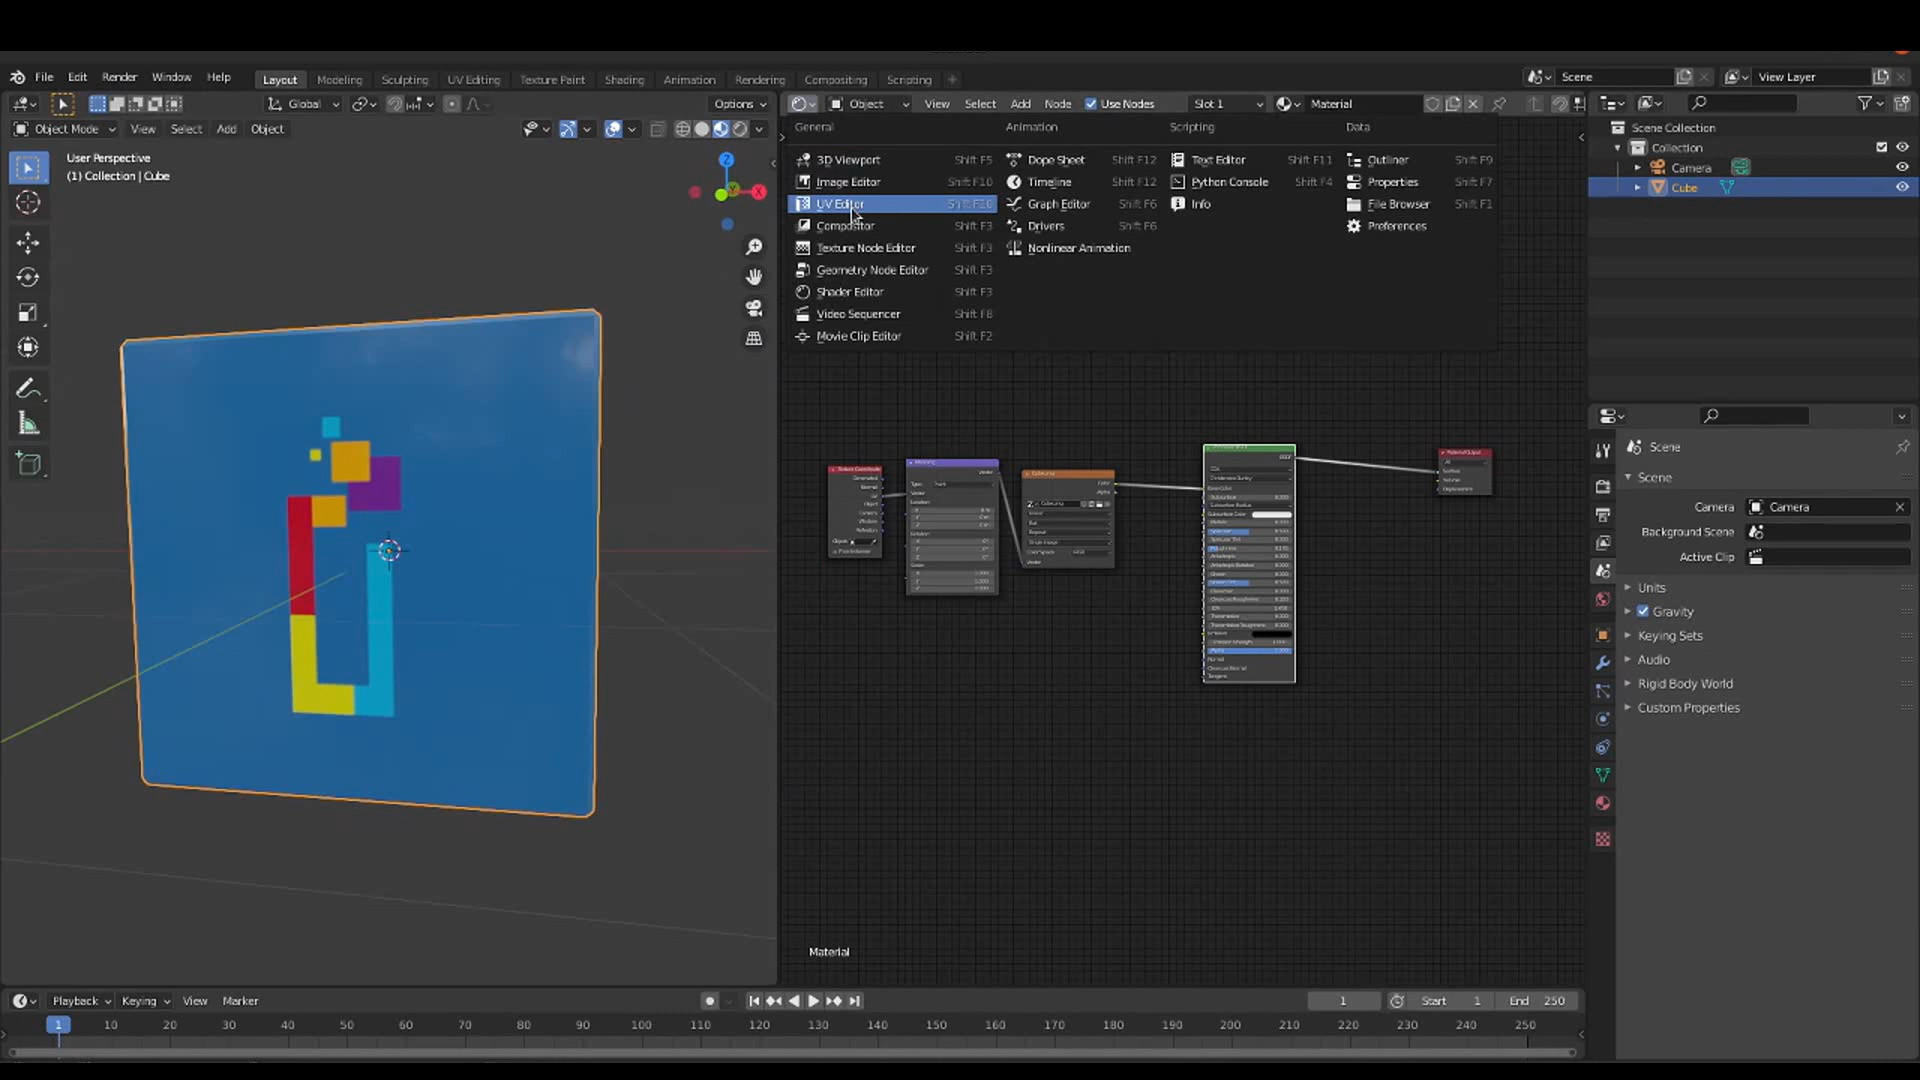 File Edit Render Window Help Layout Modeling Sculpting UV Editing Texture Paint Shading Animation Rendering Compositing Scripting + Scene View Layer
Global Options Object View Select Add Node Use Nodes Slot 1 Material
Object Mode View Select Add Object
General Animation Scripting Data
3D Viewport Shift F5 Dope Sheet Shift F12 Text Editor Shift F11 Outliner Shift F9
Image Editor Shift F10 Timeline Shift F12 Python Console Shift F4 Properties Shift F7
UV Editor Shift F10 Graph Editor Shift F6 Info File Browser Shift F1
Compositor Shift F3 Drivers Shift F6 Preferences
Texture Node Editor Shift F3 Nonlinear Animation
Geometry Node Editor Shift F3
Shader Editor Shift F3
Video Sequencer Shift F8
Movie Clip Editor Shift F2
User Perspective
(1) Collection | Cube
Z
X
Scene Collection
Collection
Camera
Cube
Scene
Scene
Camera Camera
Background Scene
Active Clip
Units
Gravity
Keying Sets
Audio
Rigid Body World
Custom Properties
Texture Coordinate
Material Output
Material
Playback Keying View Marker 1 Start 1 End 250
1 10 20 30 40 50 60 70 80 90 100 110 120 130 140 150 160 170 180 190 200 210 220 230 240 250